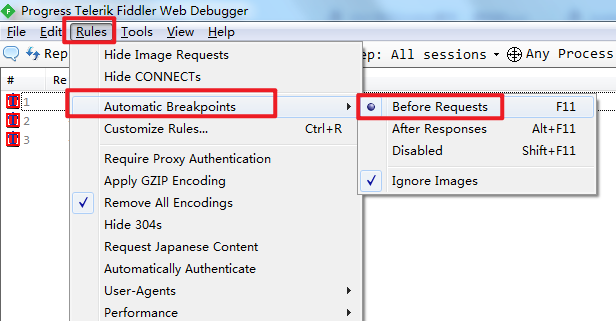 Progress Telerik Fiddler Web Debugger
File Edit Rules Tools View Help
Rep
ep: All sessions Any Process
# Re
1
2
3
Hide Image Requests
Hide CONNECTs
Automatic Breakpoints
Customize Rules... Ctrl+R
Require Proxy Authentication
Apply GZIP Encoding
Remove All Encodings
Hide 304s
Request Japanese Content
Automatically Authenticate
User-Agents
Performance
Before Requests F11
After Responses Alt+F11
Disabled Shift+F11
Ignore Images